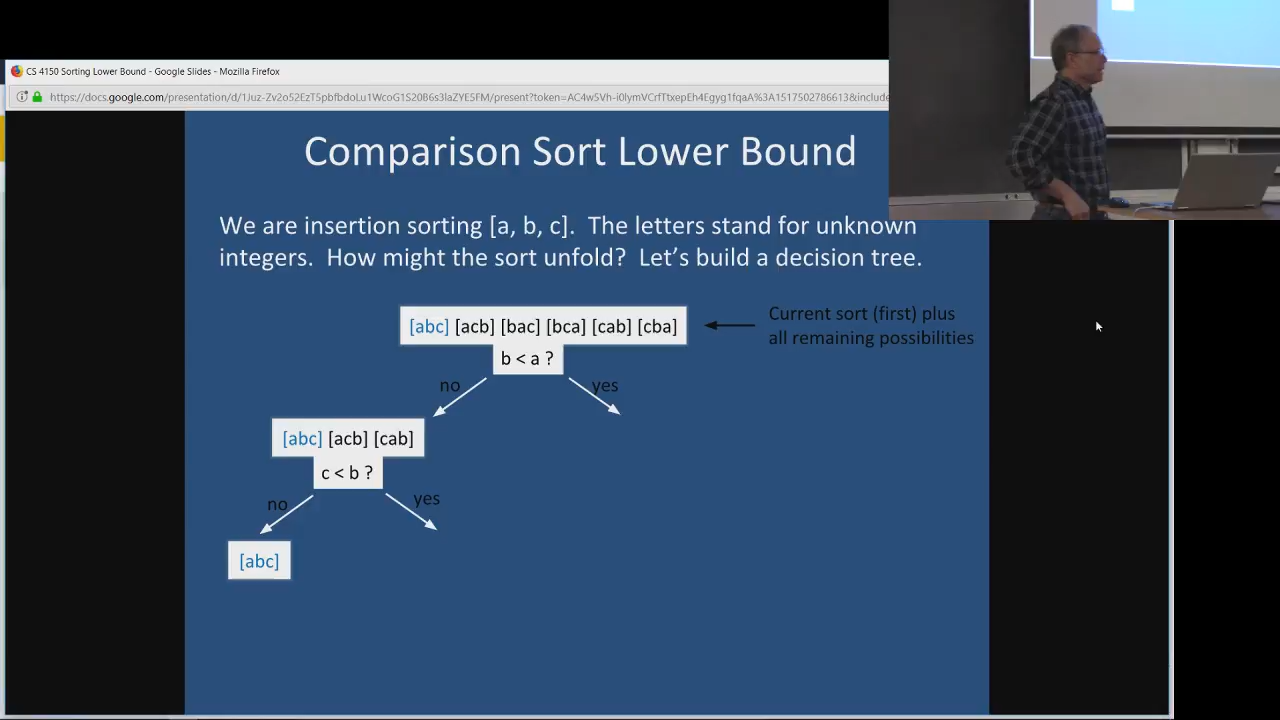 CS 4150 Sorting Lower Bound - Google Slides - Mozilla Firefox
https://docs.google.com/presentation/d/1Juz-Zv2o52EzT5pbfbdoLu1WcoG1S20B6s3laZYE5FM/present?token=AC4w5Vh-i0lymVCrfTtxepEh4Egyg1fqaA%3A1517502786613&include
Comparison Sort Lower Bound
We are insertion sorting [a, b, c]. The letters stand for unknown
integers. How might the sort unfold? Let’s build a decision tree.
[abc] [acb] [bac] [bca] [cab] [cba]
Current sort (first) plus
all remaining possibilities
b < a ?
no
yes
[abc] [acb] [cab]
c < b ?
no
yes
[abc]